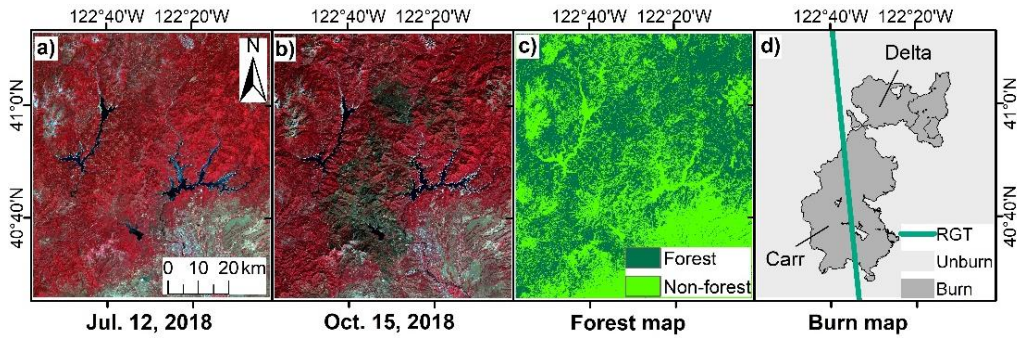 122°40'W 122°20'W 122°40'W 122°20'W 122°40'W 122°20'W 122°40'W 122°20'W
a) N b) c) d)
Delta
41°0'N 41°0'N
40°40'N 40°40'N
Carr
RGT
Forest Unburn
0 10 20 km Non-forest Burn
Jul. 12, 2018 Oct. 15, 2018 Forest map Burn map